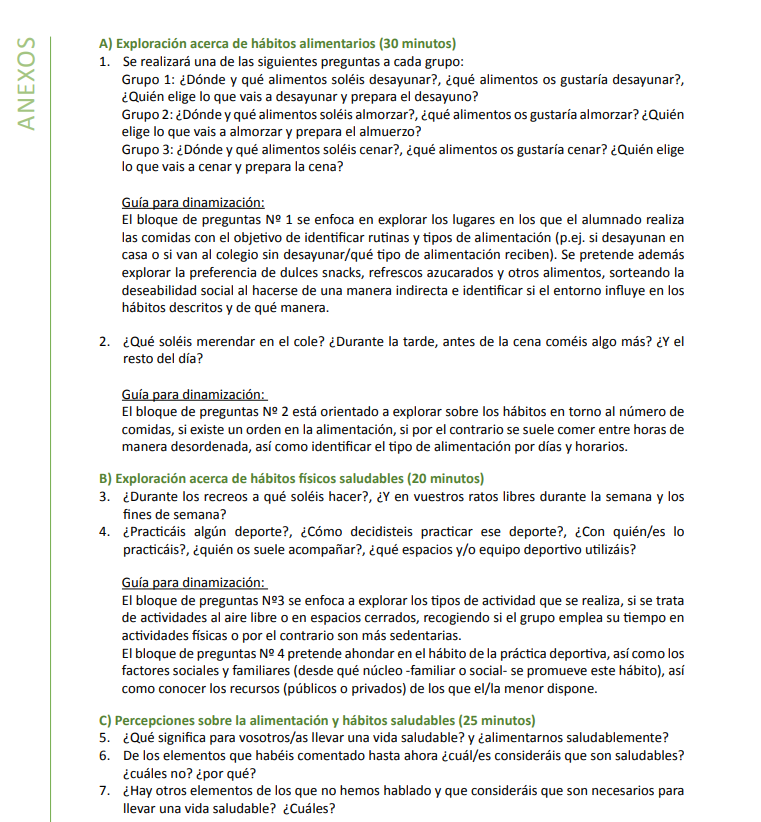 ANEXOS
A) Exploración acerca de hábitos alimentarios (30 minutos)
1. Se realizará una de las siguientes preguntas a cada grupo:
Grupo 1: ¿Dónde y qué alimentos soléis desayunar?, ¿qué alimentos os gustaría desayunar?,
¿Quién elige lo que vais a desayunar y prepara el desayuno?
Grupo 2: ¿Dónde y qué alimentos soléis almorzar?, ¿qué alimentos os gustaría almorzar? ¿Quién
elige lo que vais a almorzar y prepara el almuerzo?
Grupo 3: ¿Dónde y qué alimentos soléis cenar?, ¿qué alimentos os gustaría cenar? ¿Quién elige
lo que vais a cenar y prepara la cena?
Guía para dinamización:
El bloque de preguntas Nº 1 se enfoca en explorar los lugares en los que el alumnado realiza
las comidas con el objetivo de identificar rutinas y tipos de alimentación (p.ej. si desayunan en
casa o si van al colegio sin desayunar/qué tipo de alimentación reciben). Se pretende además
explorar la preferencia de dulces snacks, refrescos azucarados y otros alimentos, sorteando la
deseabilidad social al hacerse de una manera indirecta e identificar si el entorno influye en los
hábitos descritos y de qué manera.
2. ¿Qué soléis merendar en el cole? ¿Durante la tarde, antes de la cena coméis algo más? ¿Y el
resto del día?
Guía para dinamización:
El bloque de preguntas Nº 2 está orientado a explorar sobre los hábitos en torno al número de
comidas, si existe un orden en la alimentación, si por el contrario se suele comer entre horas de
manera desordenada, así como identificar el tipo de alimentación por días y horarios.
B) Exploración acerca de hábitos físicos saludables (20 minutos)
3. ¿Durante los recreos a qué soléis hacer?, ¿Y en vuestros ratos libres durante la semana y los
fines de semana?
4. ¿Practicáis algún deporte?, ¿Cómo decidisteis practicar ese deporte?, ¿Con quién/es lo
practicáis?, ¿quién os suele acompañar?, ¿qué espacios y/o equipo deportivo utilizáis?
Guía para dinamización:
El bloque de preguntas Nº3 se enfoca a explorar los tipos de actividad que se realiza, si se trata
de actividades al aire libre o en espacios cerrados, recogiendo si el grupo emplea su tiempo en
actividades físicas o por el contrario son más sedentarias.
El bloque de preguntas Nº 4 pretende ahondar en el hábito de la práctica deportiva, así como los
factores sociales y familiares (desde qué núcleo -familiar o social- se promueve este hábito), así
como conocer los recursos (públicos o privados) de los que el/la menor dispone.
C) Percepciones sobre la alimentación y hábitos saludables (25 minutos)
5. ¿Qué significa para vosotros/as llevar una vida saludable? y ¿alimentarnos saludablemente?
6. De los elementos que habéis comentado hasta ahora ¿cuál/es consideráis que son saludables?
¿cuáles no? ¿por qué?
7. ¿Hay otros elementos de los que no hemos hablado y que consideráis que son necesarios para
llevar una vida saludable? ¿Cuáles?